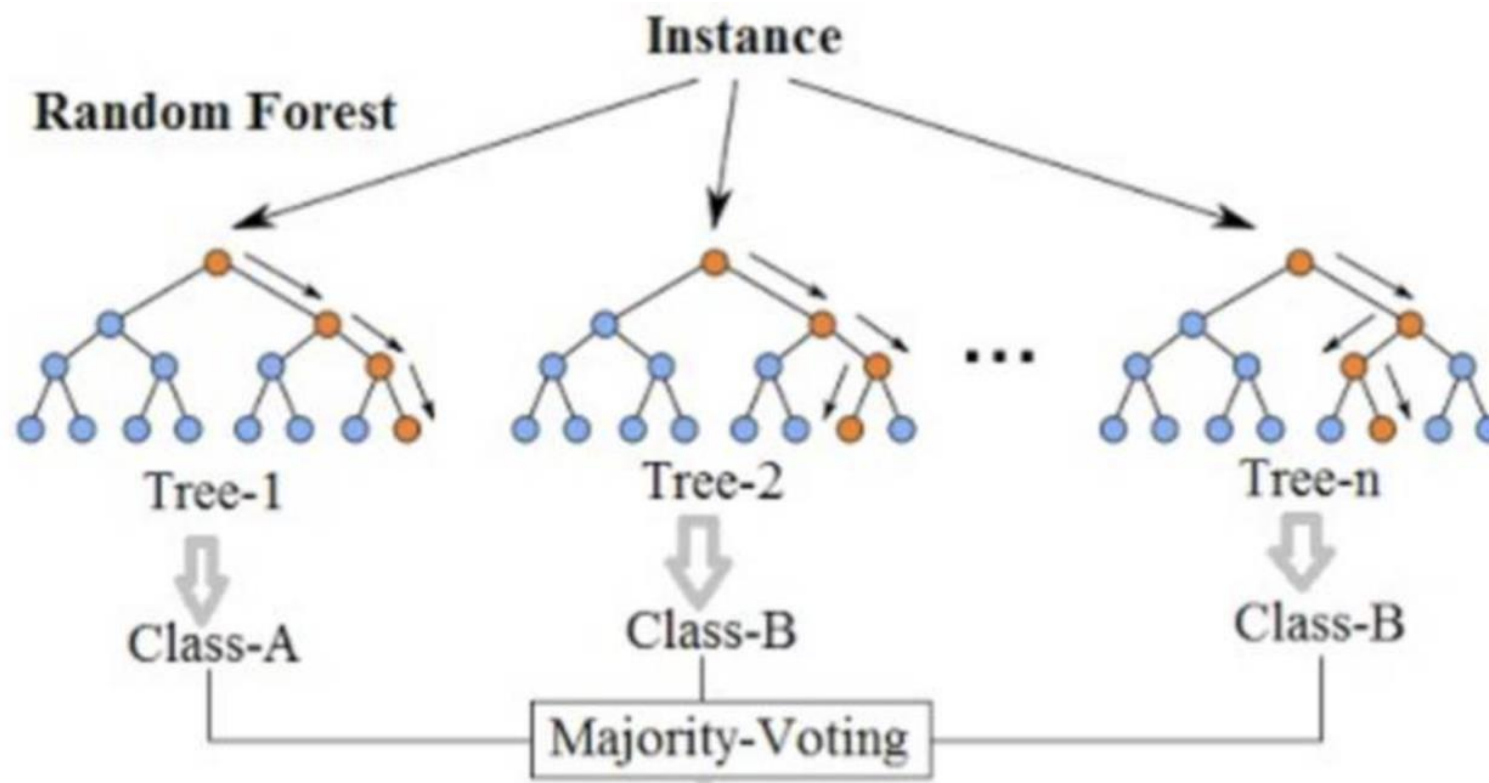 Instance
Random Forest
...
Tree-1
Tree-2
Tree-n
Class-A
Class-B
Class-B
Majority-Voting